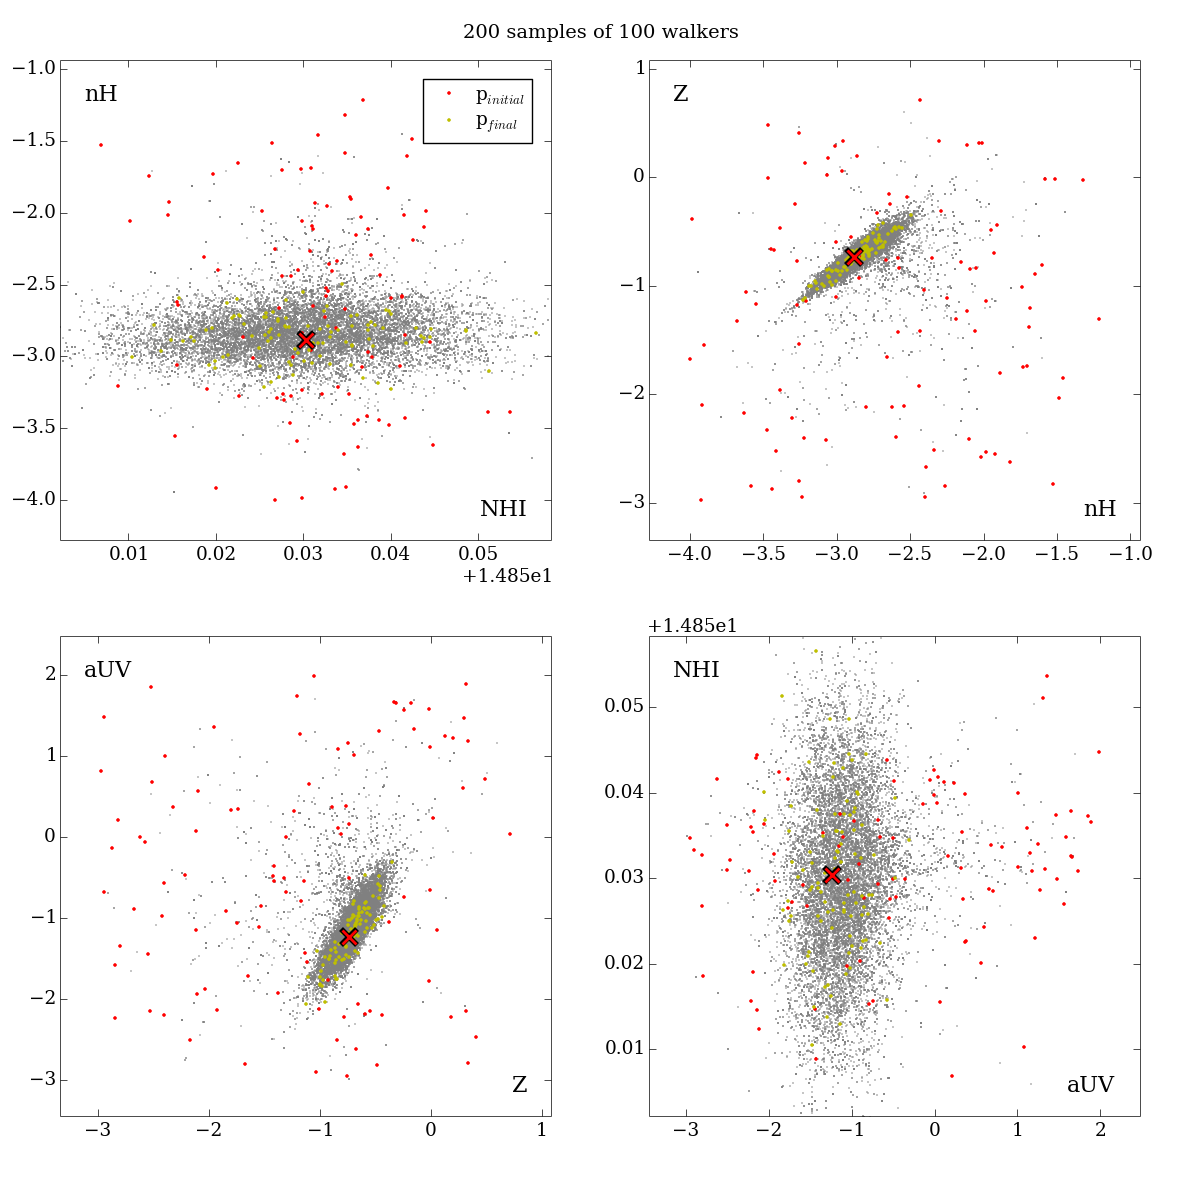 200 samples of 100 walkers
−1.0
−1.5
−2.0
−2.5
−3.0
−3.5
−4.0
nH
p_initial
p_final
NHI
0.01 0.02 0.03 0.04 0.05
+1.485e1
1
0
−1
−2
−3
Z
nH
−4.0 −3.5 −3.0 −2.5 −2.0 −1.5 −1.0
2
1
0
−1
−2
−3
aUV
Z
−3 −2 −1 0 1
+1.485e1
0.05
0.04
0.03
0.02
0.01
NHI
aUV
−3 −2 −1 0 1 2